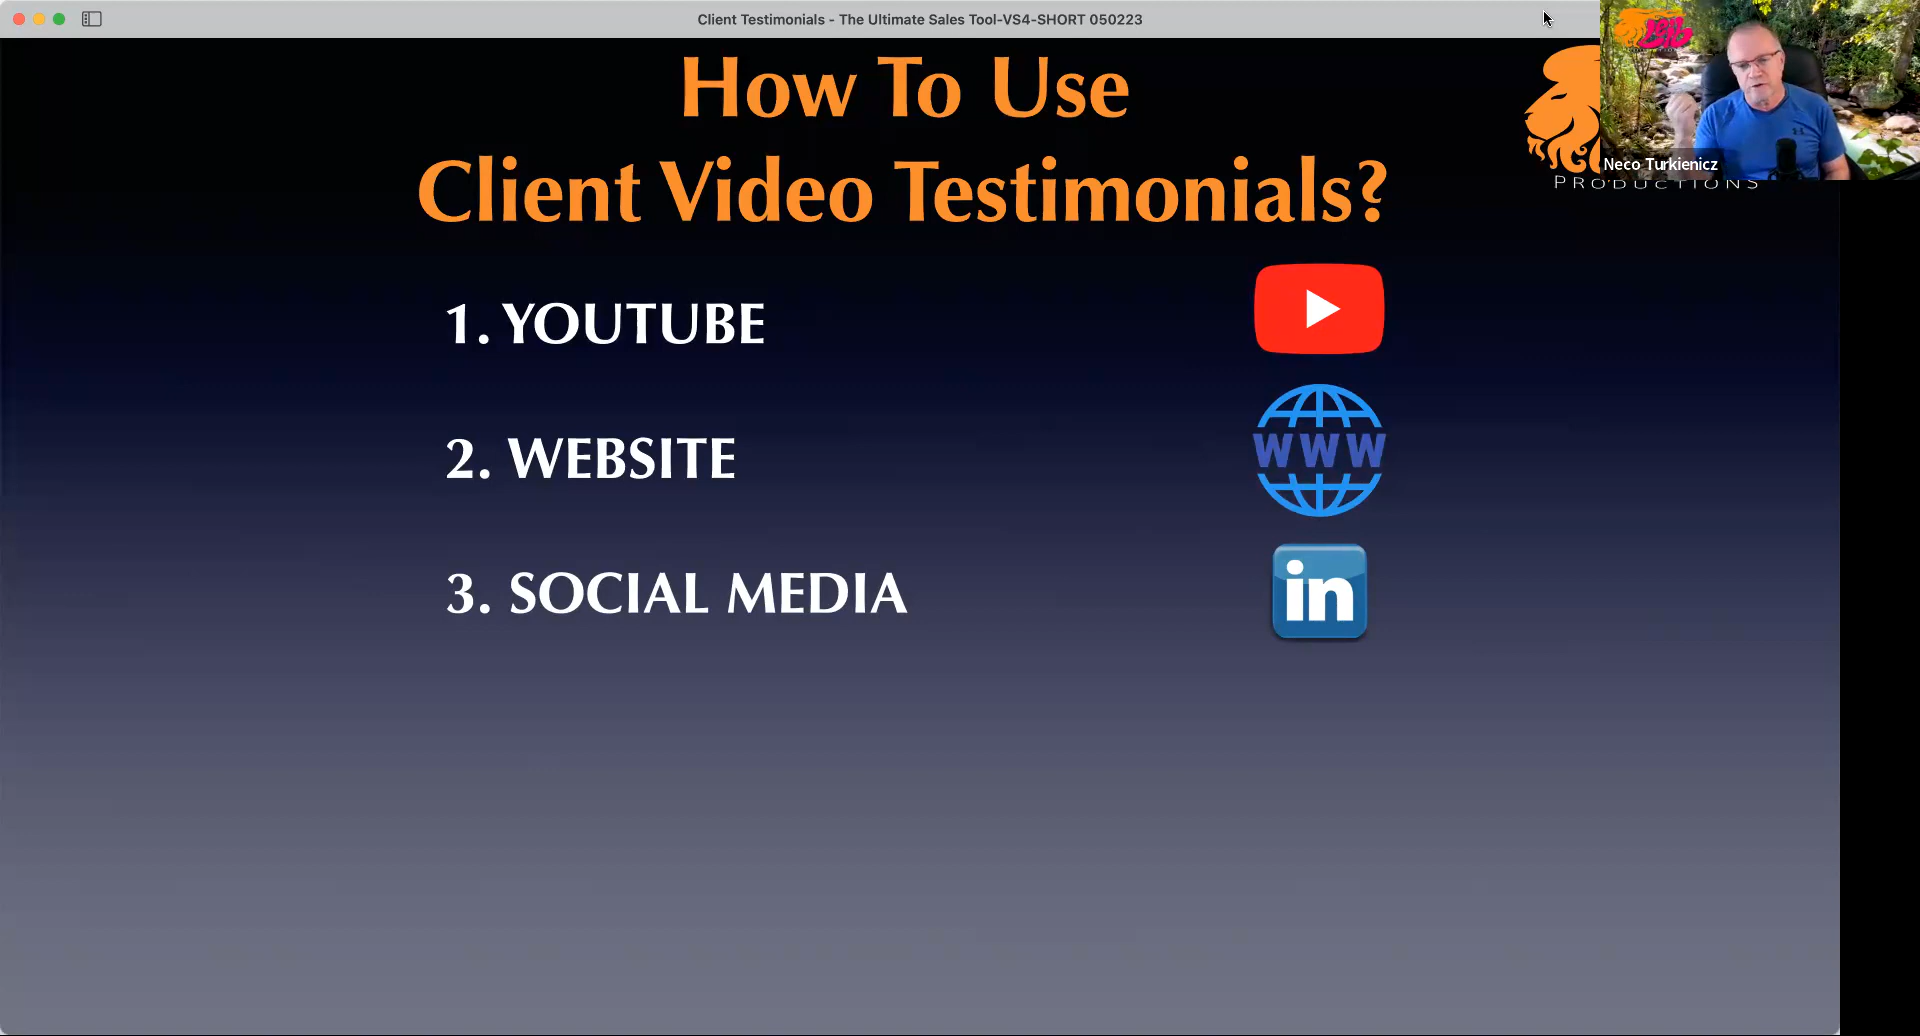 Client Testimonials - The Ultimate Sales Tool-VS4-SHORT 050223
How To Use
Client Video Testimonials?
1. YOUTUBE
2. WEBSITE
WWW
3. SOCIAL MEDIA
in
Neco Turkienicz
PRODUCTIONS